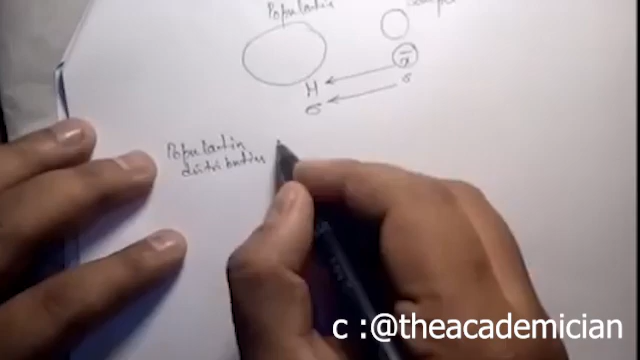 Population
x̄
M
σ
σ
Population
distribution
c :@theacademician